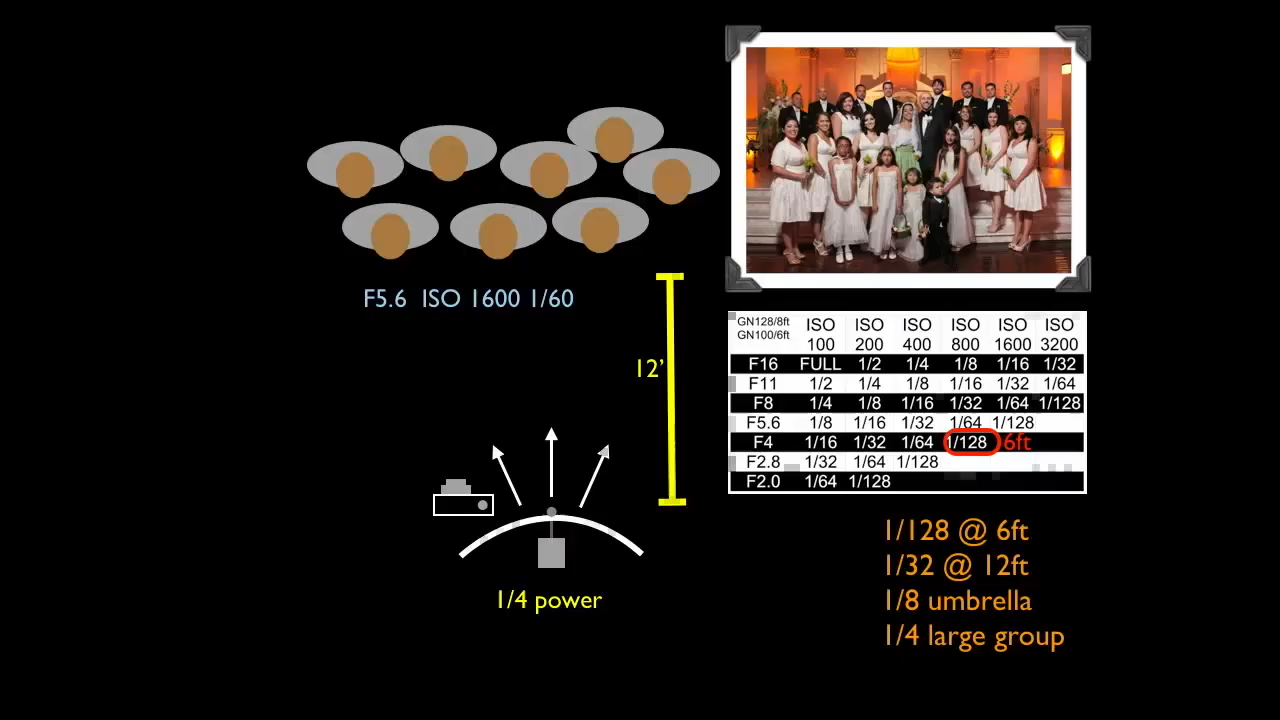 F5.6 ISO 1600 1/60
12’
1/4 power
GN128/8ft
GN100/6ft
ISO 100 ISO 200 ISO 400 ISO 800 ISO 1600 ISO 3200
F16 FULL 1/2 1/4 1/8 1/16 1/32
F11 1/2 1/4 1/8 1/16 1/32 1/64
F8 1/4 1/8 1/16 1/32 1/64 1/128
F5.6 1/8 1/16 1/32 1/64 1/128
F4 1/16 1/32 1/64 1/128 6ft
F2.8 1/32 1/64 1/128
F2.0 1/64 1/128
1/128 @ 6ft
1/32 @ 12ft
1/8 umbrella
1/4 large group